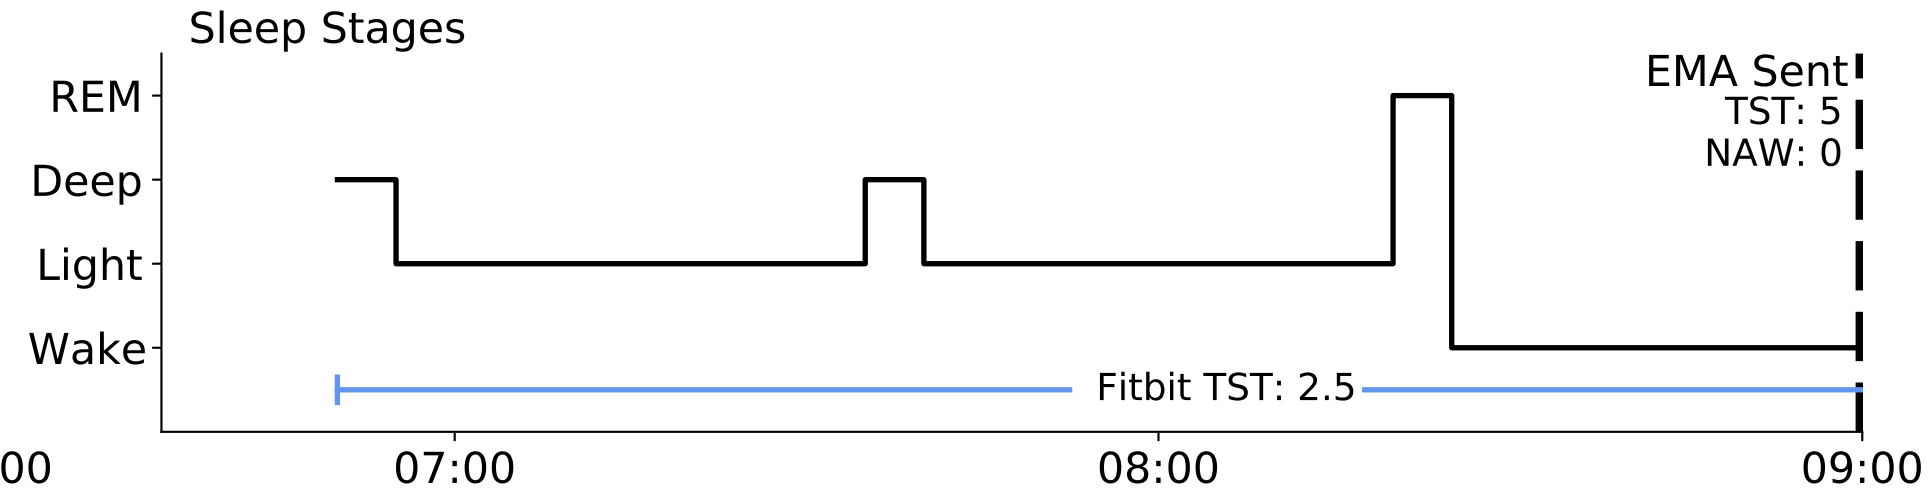 Sleep Stages
EMA Sent
TST: 5
NAW: 0
REM
Deep
Light
Wake
Fitbit TST: 2.5
00
07:00
08:00
09:00